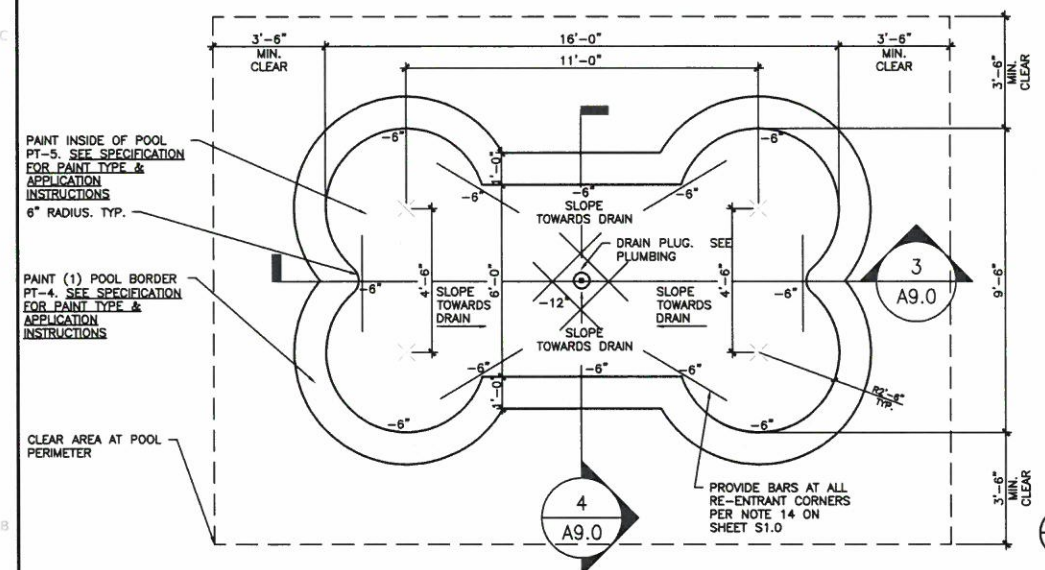 C
3'-6"
MIN.
CLEAR
16'-0"
3'-6"
MIN.
CLEAR
11'-0"
3'-6"
MIN.
CLEAR
PAINT INSIDE OF POOL
PT-5. SEE SPECIFICATION
FOR PAINT TYPE &
APPLICATION
INSTRUCTIONS
6" RADIUS. TYP.
PAINT (1) POOL BORDER
PT-4. SEE SPECIFICATION
FOR PAINT TYPE &
APPLICATION
INSTRUCTIONS
CLEAR AREA AT POOL
PERIMETER
-6"
-6"
1'-0"
-6"
-6"
-6"
SLOPE
TOWARDS DRAIN
DRAIN PLUG. SEE
PLUMBING
-6"
4'-6"
6'-0"
SLOPE
TOWARDS
DRAIN
-12"
SLOPE
TOWARDS
DRAIN
4'-6"
-6"
3
A9.0
9'-6"
SLOPE
TOWARDS DRAIN
-6"
-6"
-6"
-6"
1'-0"
-6"
-6"
TYP.
PROVIDE BARS AT ALL
RE-ENTRANT CORNERS
PER NOTE 14 ON
SHEET S1.0
4
A9.0
3'-6"
MIN.
CLEAR
B